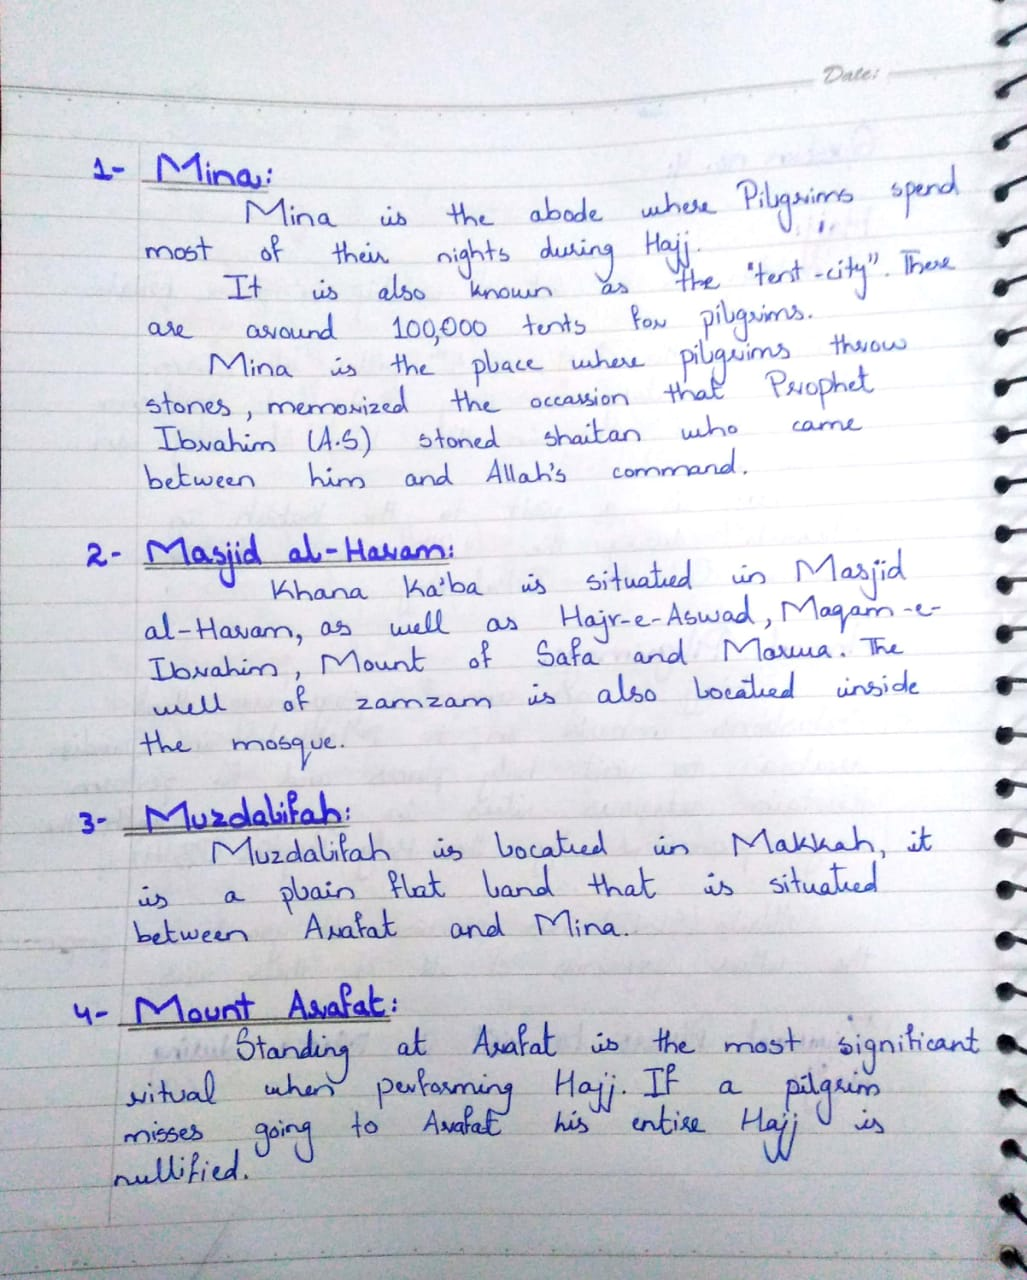 Date:
1- Mina:
Mina is the abode where Pilgrims spend
most of their nights during Hajj.
It is also known as the "tent-city". There
are around 100,000 tents for pilgrims.
Mina is the place where pilgrims throw
stones, memorized the occassion that Prophet
Ibrahim (A.S) stoned shaitan who came
between him and Allah's command.
2- Masjid al-Haram:
Khana Ka'ba is situated in Masjid
al-Haram, as well as Hajr-e-Aswad, Maqam-e-
Ibrahim, Mount of Safa and Marwa. The
well of zamzam is also located inside
the mosque.
3- Muzdalifah:
Muzdalifah is located in Makkah, it
is a plain flat land that is situated
between Arafat and Mina.
4- Mount Arafat:
Standing at Arafat is the most significant
ritual when performing Hajj. If a pilgrim
misses going to Arafat his entire Hajj is
nullified.